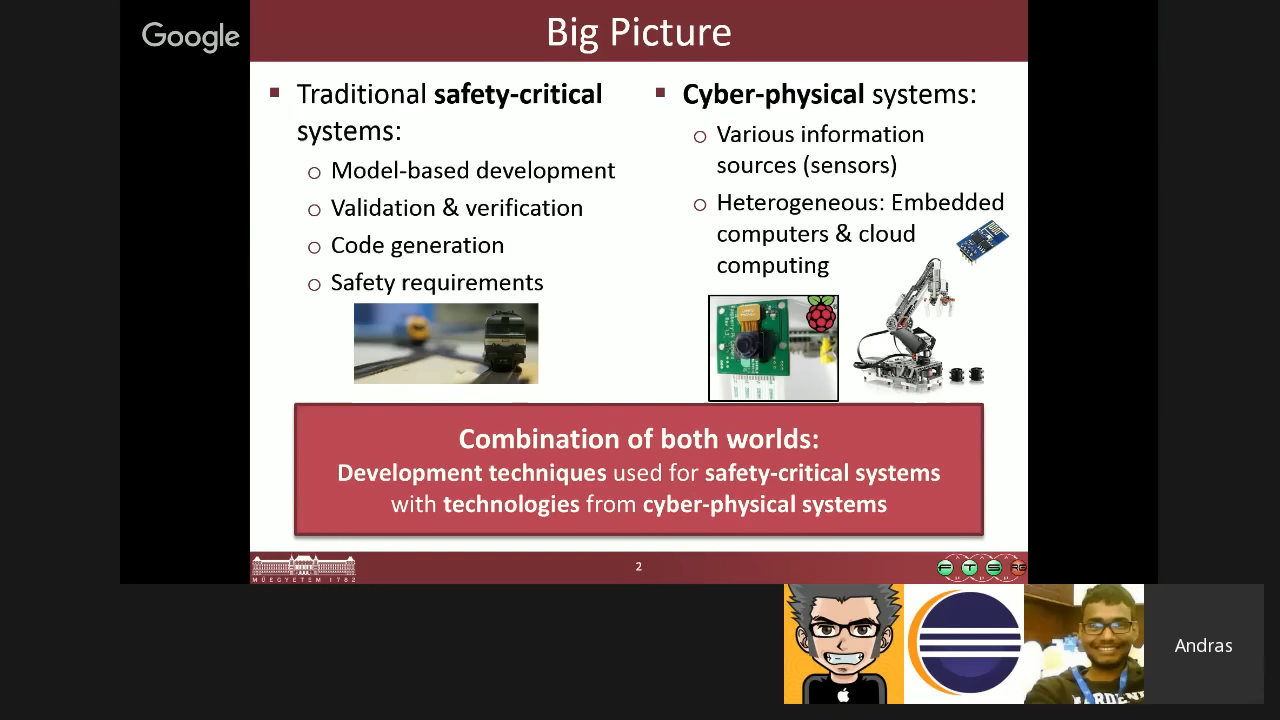 Google
Big Picture
Traditional safety-critical
systems:
Model-based development
Validation & verification
Code generation
Safety requirements
Cyber-physical systems:
Various information
sources (sensors)
Heterogeneous: Embedded
computers & cloud
computing
Combination of both worlds:
Development techniques used for safety-critical systems
with technologies from cyber-physical systems
MŰEGYETEM 1782
2
F T S RG
Andras